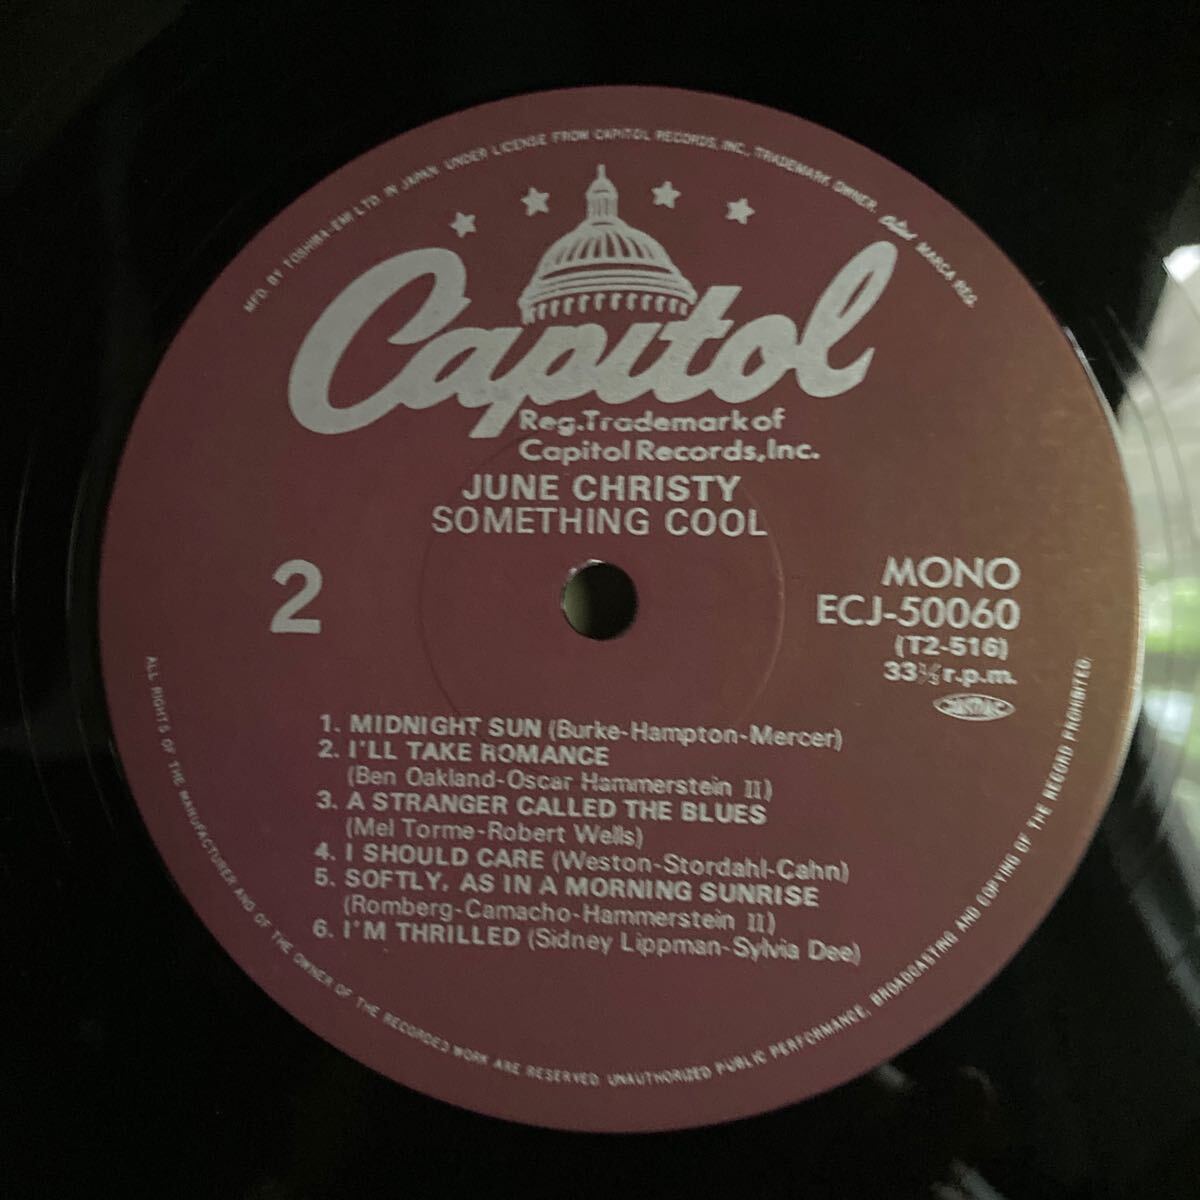 MFD. BY TOSHIBA-EMI LTD. IN JAPAN UNDER LICENSE FROM CAPITOL RECORDS, INC., TRADEMARK OWNER. Capitol MARCA REG.
Capitol
Reg.Trademark of
Capitol Records,Inc.
JUNE CHRISTY
SOMETHING COOL
2
MONO
ECJ-50060
(T2-516)
33⅓ r.p.m.
JASRAC
1. MIDNIGHT SUN (Burke-Hampton-Mercer)
2. I'LL TAKE ROMANCE
(Ben Oakland-Oscar Hammerstein II)
3. A STRANGER CALLED THE BLUES
(Mel Torme-Robert Wells)
4. I SHOULD CARE (Weston-Stordahl-Cahn)
5. SOFTLY, AS IN A MORNING SUNRISE
(Romberg-Camacho-Hammerstein II)
6. I'M THRILLED (Sidney Lippman-Sylvia Dee)
ALL RIGHTS OF THE MANUFACTURER AND OF THE OWNER OF THE RECORDED WORK ARE RESERVED. UNAUTHORIZED PUBLIC PERFORMANCE, BROADCASTING AND COPYING OF THE RECORD PROHIBITED.